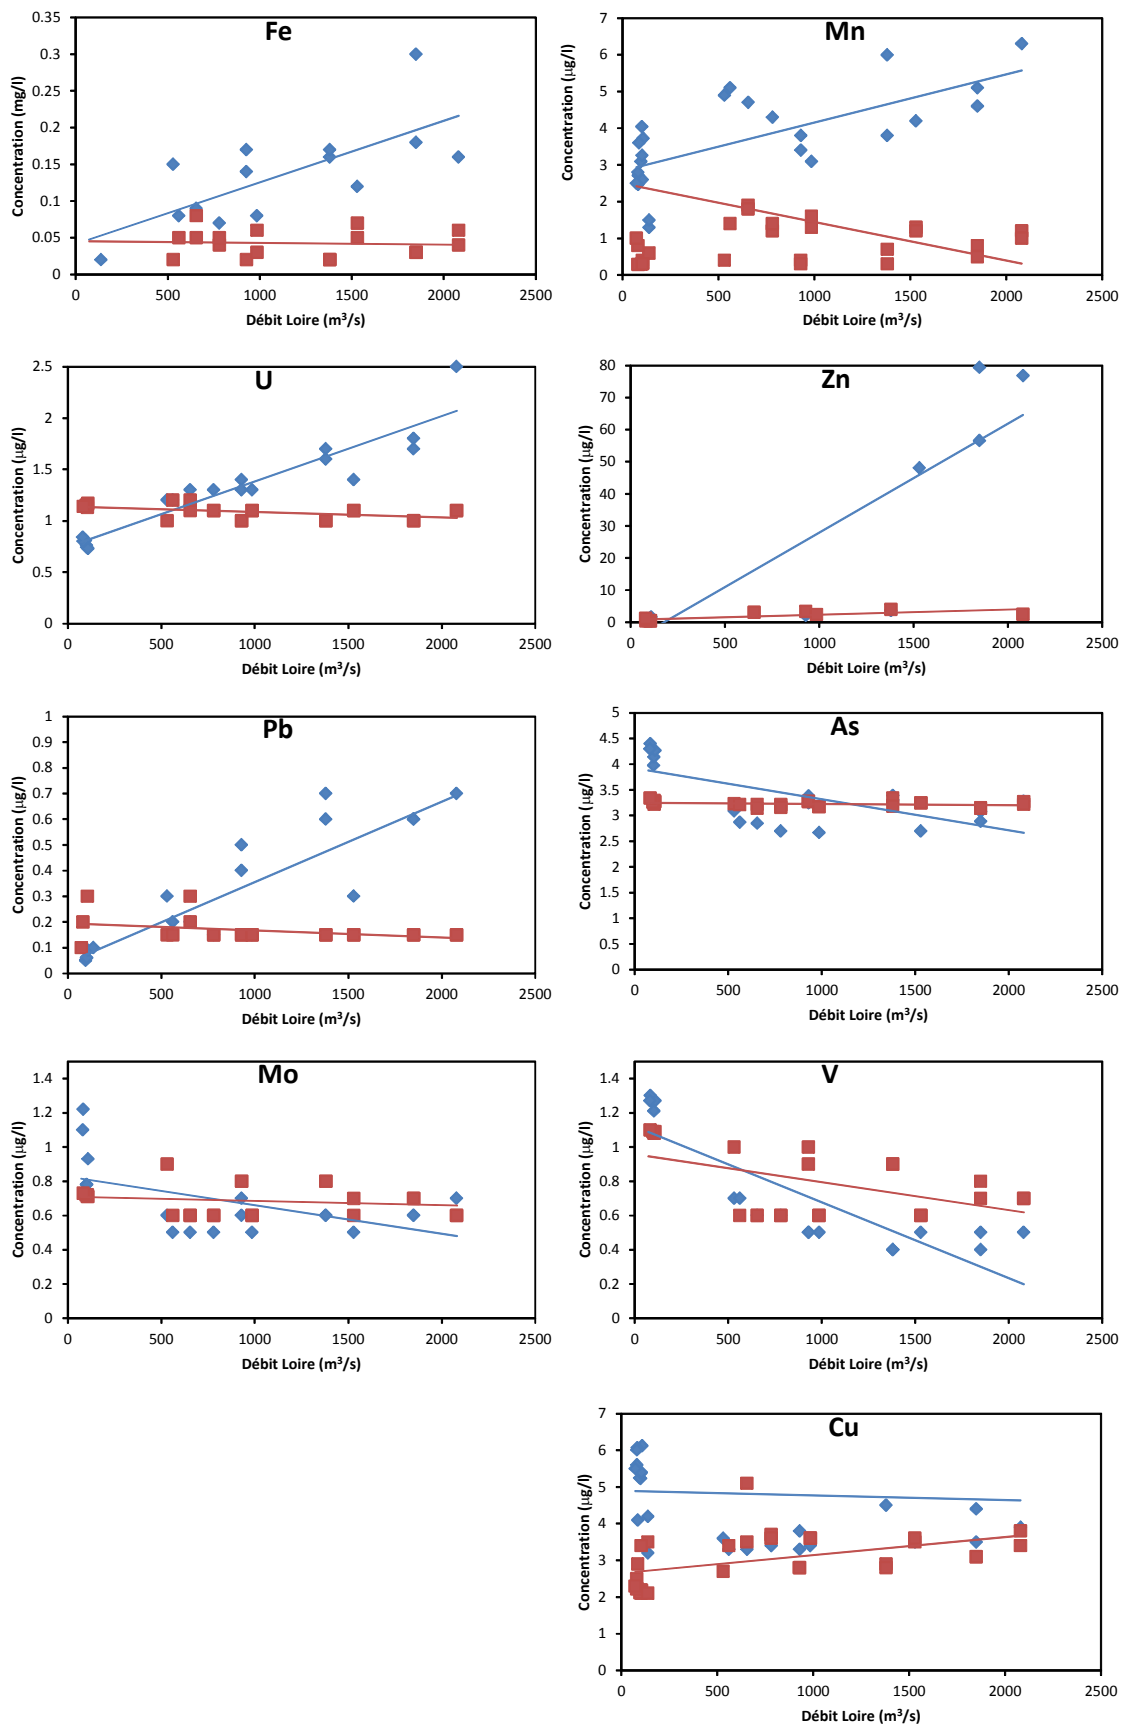 Fe
Concentration (mg/l)
0.35
0.3
0.25
0.2
0.15
0.1
0.05
0
0 500 1000 1500 2000 2500
Débit Loire (m³/s)
Mn
Concentration (µg/l)
7
6
5
4
3
2
1
0
0 500 1000 1500 2000 2500
Débit Loire (m³/s)
U
Concentration (µg/l)
2.5
2
1.5
1
0.5
0
0 500 1000 1500 2000 2500
Débit Loire (m³/s)
Zn
Concentration (µg/l)
80
70
60
50
40
30
20
10
0
0 500 1000 1500 2000 2500
Débit Loire (m³/s)
Pb
Concentration (µg/l)
1
0.9
0.8
0.7
0.6
0.5
0.4
0.3
0.2
0.1
0
0 500 1000 1500 2000 2500
Débit Loire (m³/s)
As
Concentration (µg/l)
5
4.5
4
3.5
3
2.5
2
1.5
1
0.5
0
0 500 1000 1500 2000 2500
Débit Loire (m³/s)
Mo
Concentration (µg/l)
1.4
1.2
1
0.8
0.6
0.4
0.2
0
0 500 1000 1500 2000 2500
Débit Loire (m³/s)
V
Concentration (µg/l)
1.4
1.2
1
0.8
0.6
0.4
0.2
0
0 500 1000 1500 2000 2500
Débit Loire (m³/s)
Cu
Concentration (µg/l)
7
6
5
4
3
2
1
0
0 500 1000 1500 2000 2500
Débit Loire (m³/s)